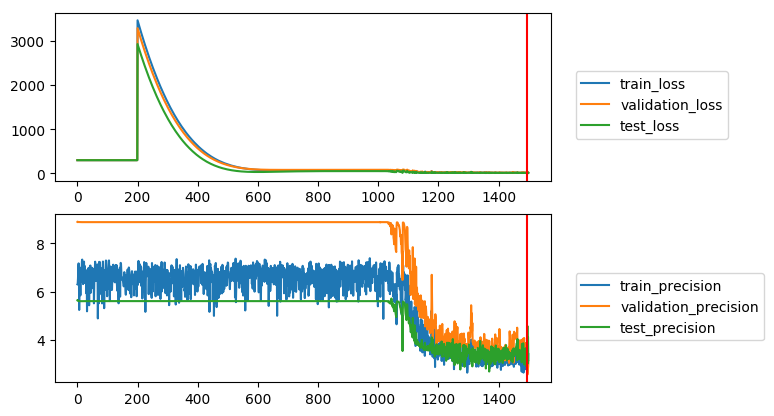 3000
2000
1000
0
0 200 400 600 800 1000 1200 1400
train_loss
validation_loss
test_loss
8
6
4
0 200 400 600 800 1000 1200 1400
train_precision
validation_precision
test_precision